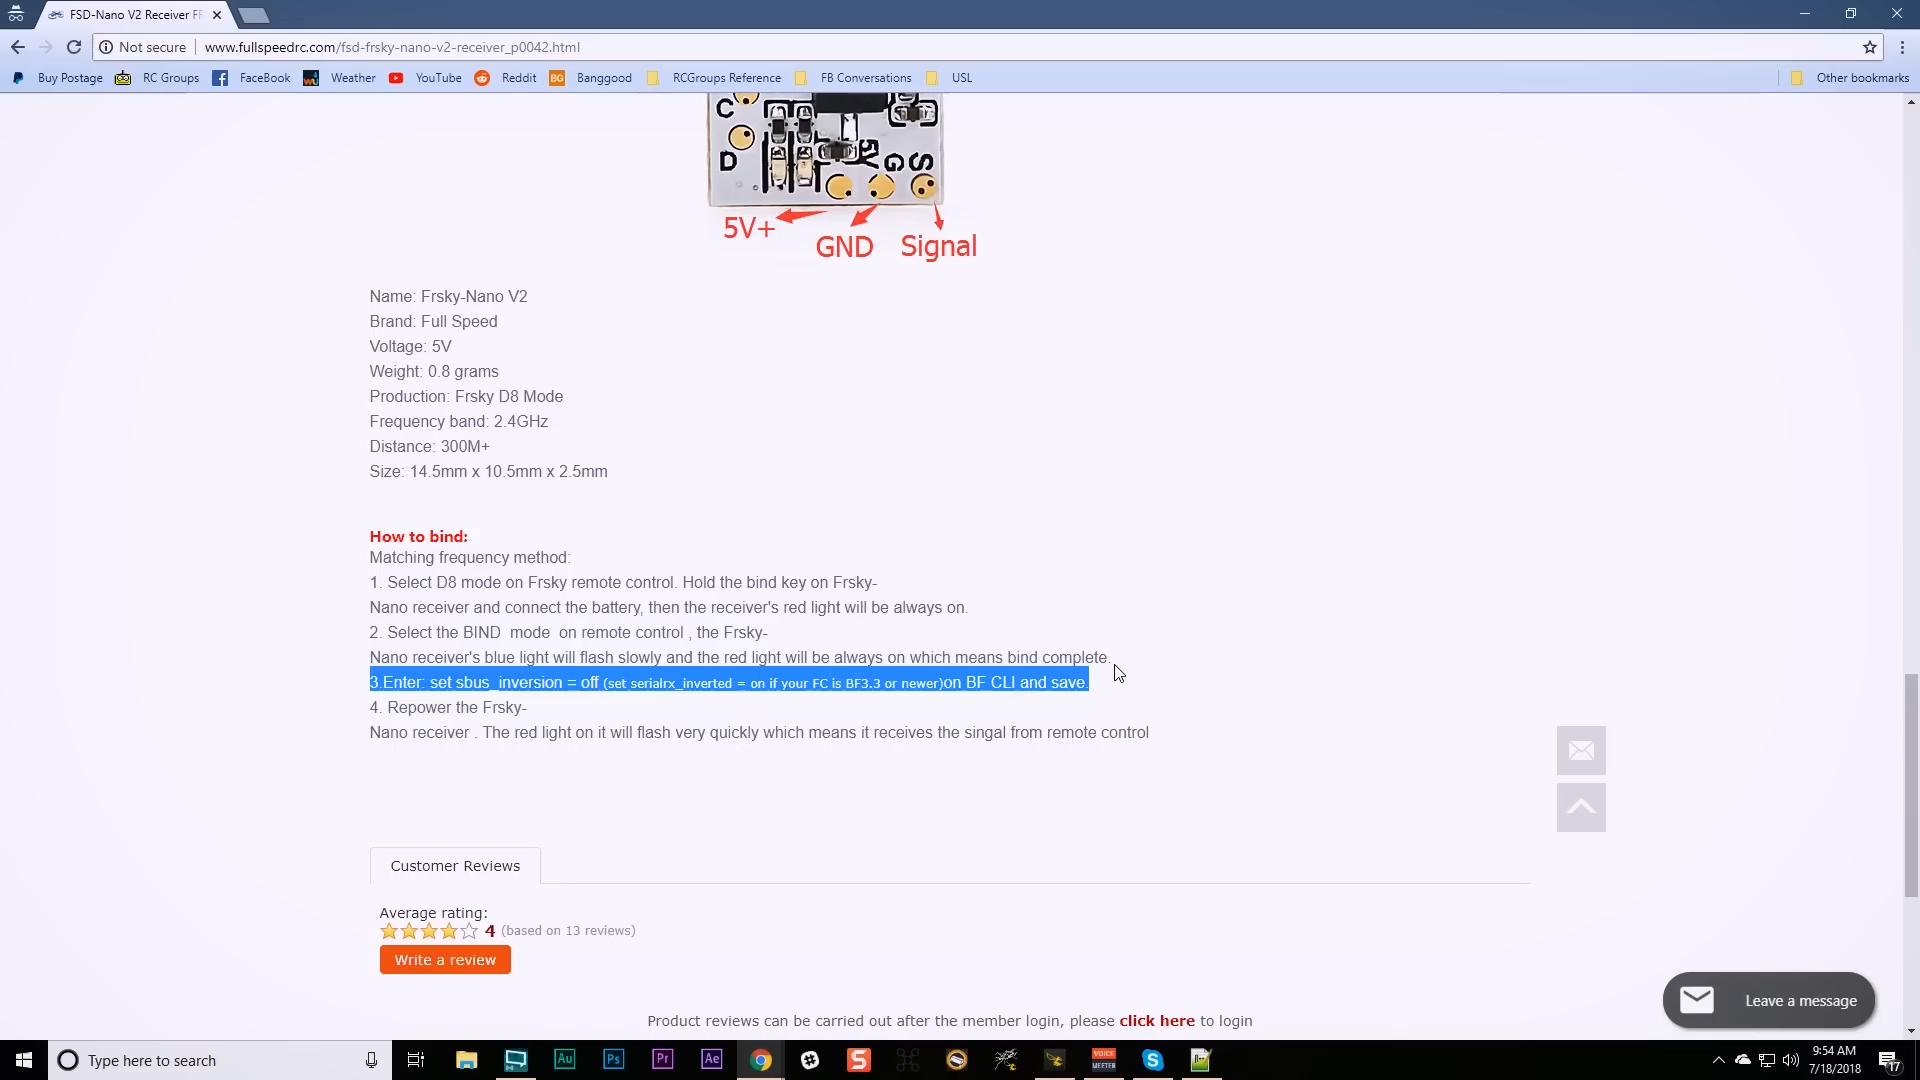 FSD-Nano V2 Receiver FR
Not secure
www.fullspeedrc.com/fsd-frsky-nano-v2-receiver_p0042.html
Buy Postage
RC Groups
FaceBook
Weather
YouTube
Reddit
BG
Banggood
RCGroups Reference
FB Conversations
USL
Other bookmarks
C
D
5V
G
S
5V+
GND
Signal
Name: Frsky-Nano V2
Brand: Full Speed
Voltage: 5V
Weight: 0.8 grams
Production: Frsky D8 Mode
Frequency band: 2.4GHz
Distance: 300M+
Size: 14.5mm x 10.5mm x 2.5mm
How to bind:
Matching frequency method:
1. Select D8 mode on Frsky remote control. Hold the bind key on Frsky-
Nano receiver and connect the battery, then the receiver's red light will be always on.
2. Select the BIND mode on remote control , the Frsky-
Nano receiver's blue light will flash slowly and the red light will be always on which means bind complete.
3.Enter: set sbus_inversion = off (set serialrx_inverted = on if your FC is BF3.3 or newer)on BF CLI and save.
4. Repower the Frsky-
Nano receiver . The red light on it will flash very quickly which means it receives the singal from remote control
Customer Reviews
Average rating:
4 (based on 13 reviews)
Write a review
Leave a message
Product reviews can be carried out after the member login, please click here to login
Type here to search
Au
Ps
Pr
Ae
S
VOICE
MEETER
S
9:54 AM
7/18/2018
17